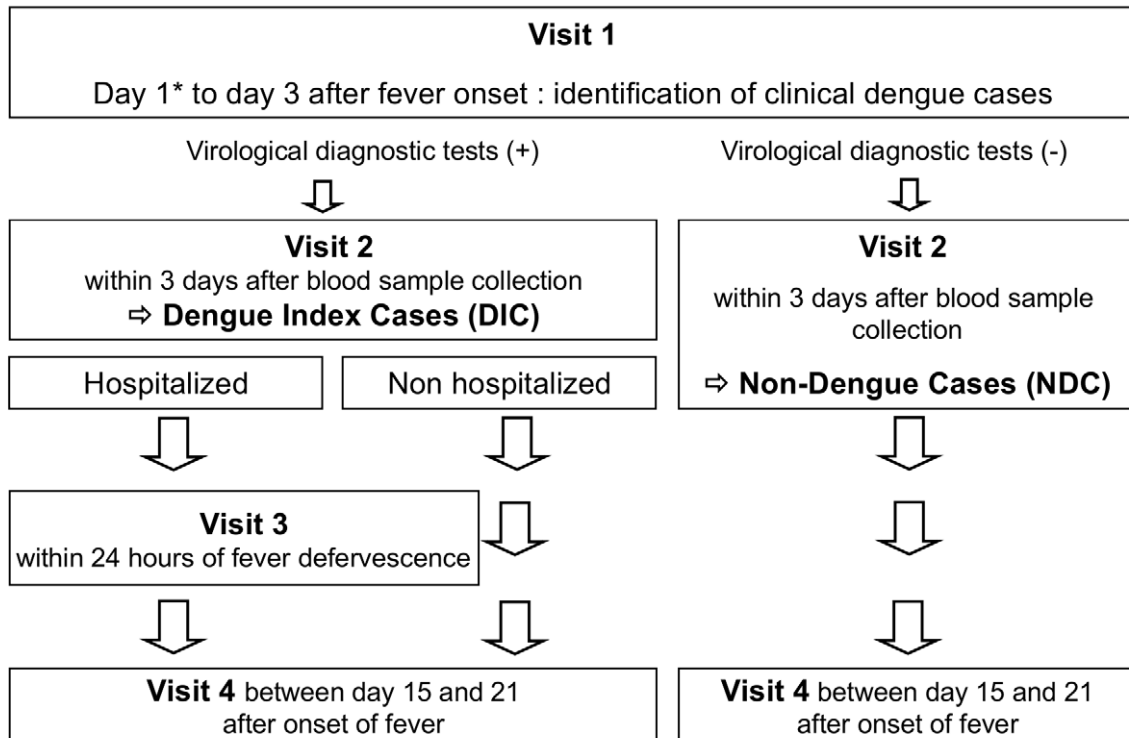 Visit 1
Day 1* to day 3 after fever onset : identification of clinical dengue cases
Virological diagnostic tests (+)
Virological diagnostic tests (-)
Visit 2
within 3 days after blood sample collection
⇨ Dengue Index Cases (DIC)
Visit 2
within 3 days after blood sample
collection
⇨ Non-Dengue Cases (NDC)
Hospitalized
Non hospitalized
Visit 3
within 24 hours of fever defervescence
Visit 4 between day 15 and 21
after onset of fever
Visit 4 between day 15 and 21
after onset of fever